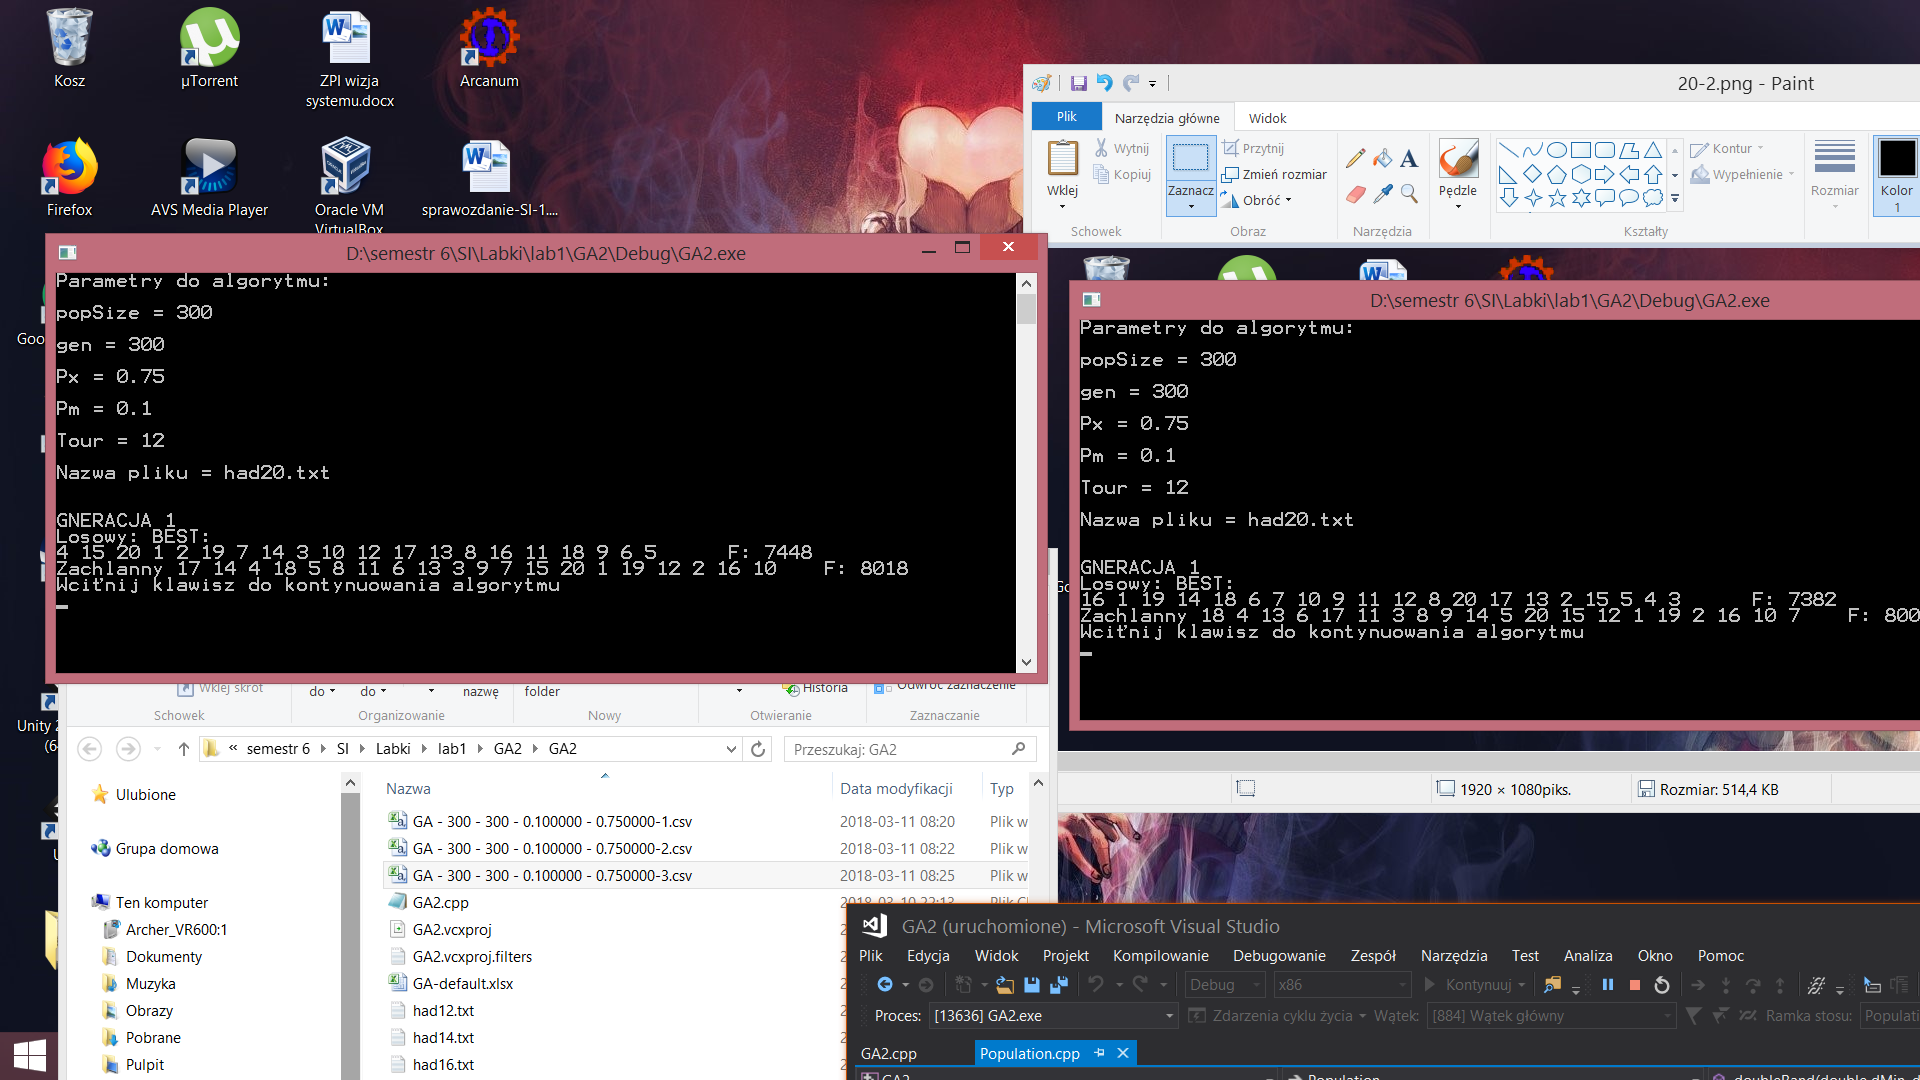 Kosz
µTorrent
ZPI wizja
systemu.docx
Arcanum
Firefox
AVS Media Player
Oracle VM
VirtualBox
sprawozdanie-SI-1....
Goo
Unity 2
(6
20-2.png - Paint
Plik
Narzędzia główne
Widok
Wklej
Wytnij
Kopiuj
Schowek
Zaznacz
Przytnij
Zmień rozmiar
Obróć
Obraz
Narzędzia
Pędzle
Kształty
Kontur
Wypełnienie
Rozmiar
Kolor
1
D:\semestr 6\SI\Labki\lab1\GA2\Debug\GA2.exe
Parametry do algorytmu:
popSize = 300
gen = 300
Px = 0.75
Pm = 0.1
Tour = 12
Nazwa pliku = had20.txt
GNERACJA 1
Losowy: BEST:
4 15 20 1 2 19 7 14 3 10 12 17 13 8 16 11 18 9 6 5 F: 7448
Zachlanny 17 14 4 18 5 8 11 6 13 3 9 7 15 20 1 19 12 2 16 10 F: 8018
Wciťnij klawisz do kontynuowania algorytmu
D:\semestr 6\SI\Labki\lab1\GA2\Debug\GA2.exe
Parametry do algorytmu:
popSize = 300
gen = 300
Px = 0.75
Pm = 0.1
Tour = 12
Nazwa pliku = had20.txt
GNERACJA 1
Losowy: BEST:
16 1 19 14 18 6 7 10 9 11 12 8 20 17 13 2 15 5 4 3 F: 7382
Zachlanny 18 4 13 6 17 11 3 8 9 14 5 20 15 12 1 19 2 16 10 7 F: 800
Wciťnij klawisz do kontynuowania algorytmu
1920 × 1080piks.
Rozmiar: 514,4 KB
Wklej skrót
do
do
nazwę
folder
Historia
Odwróć zaznaczenie
Schowek
Organizowanie
Nowy
Otwieranie
Zaznaczanie
« semestr 6
SI
Labki
lab1
GA2
GA2
Przeszukaj: GA2
Nazwa
Data modyfikacji
Typ
Ulubione
Grupa domowa
Ten komputer
Archer_VR600:1
Dokumenty
Muzyka
Obrazy
Pobrane
Pulpit
GA - 300 - 300 - 0.100000 - 0.750000-1.csv 2018-03-11 08:20 Plik w
GA - 300 - 300 - 0.100000 - 0.750000-2.csv 2018-03-11 08:22 Plik w
GA - 300 - 300 - 0.100000 - 0.750000-3.csv 2018-03-11 08:25 Plik w
GA2.cpp 2018-03-10 22:13 Plik C
GA2.vcxproj
GA2.vcxproj.filters
GA-default.xlsx
had12.txt
had14.txt
had16.txt
GA2 (uruchomione) - Microsoft Visual Studio
Plik Edycja Widok Projekt Kompilowanie Debugowanie Zespół Narzędzia Test Analiza Okno Pomoc
Debug x86 Kontynuuj
Proces: [13636] GA2.exe Zdarzenia cyklu życia Wątek: [884] Wątek główny Ramka stosu: Populati
GA2.cpp Population.cpp
GA2 Population